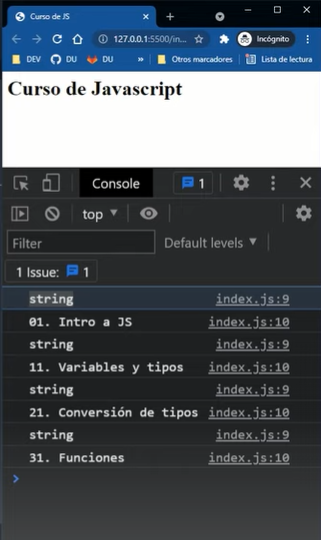 Curso de JS
127.0.0.1:5500/in...
Incógnito
DEV
DU
DU
»
Otros marcadores
Lista de lectura
Curso de Javascript
Console
1
top
Filter
Default levels
1 Issue: 1
string index.js:9
01. Intro a JS index.js:10
string index.js:9
11. Variables y tipos index.js:10
string index.js:9
21. Conversión de tipos index.js:10
string index.js:9
31. Funciones index.js:10